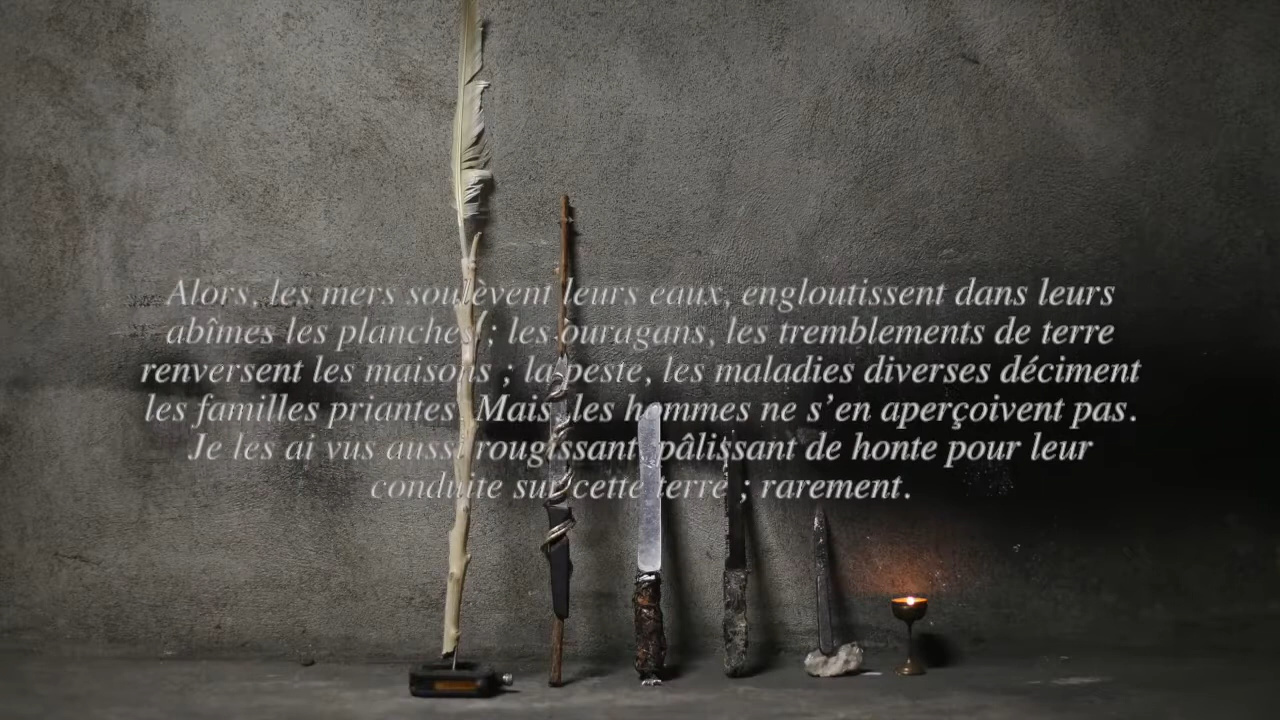 Alors, les mers soulèvent leurs eaux, engloutissent dans leurs
abîmes les planches ; les ouragans, les tremblements de terre
renversent les maisons ; la peste, les maladies diverses déciment
les familles priantes. Mais, les hommes ne s’en aperçoivent pas.
Je les ai vus aussi rougissant, pâlissant de honte pour leur
conduite sur cette terre ; rarement.